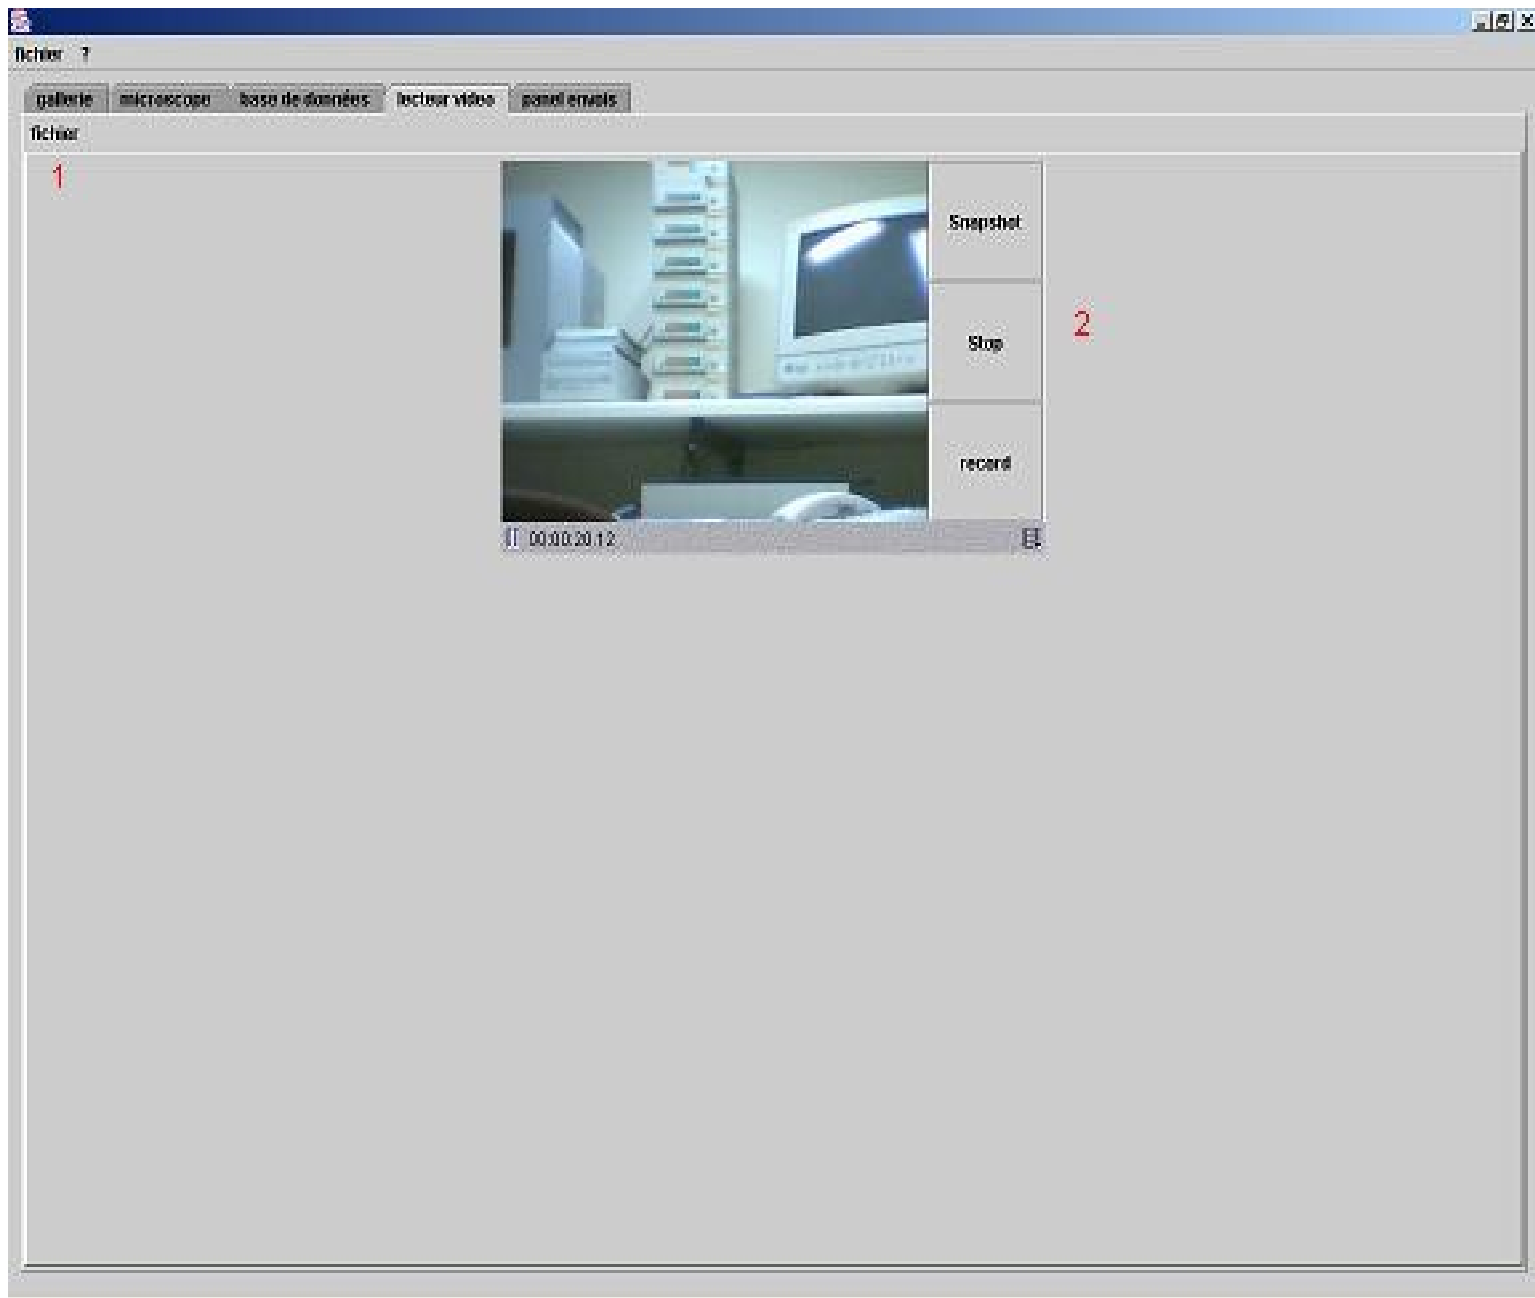 fichier ?
gallerie microscope base de données lecteur video panel envois
fichier
1
Snapshot
2
Stop
record
00:00:20.12